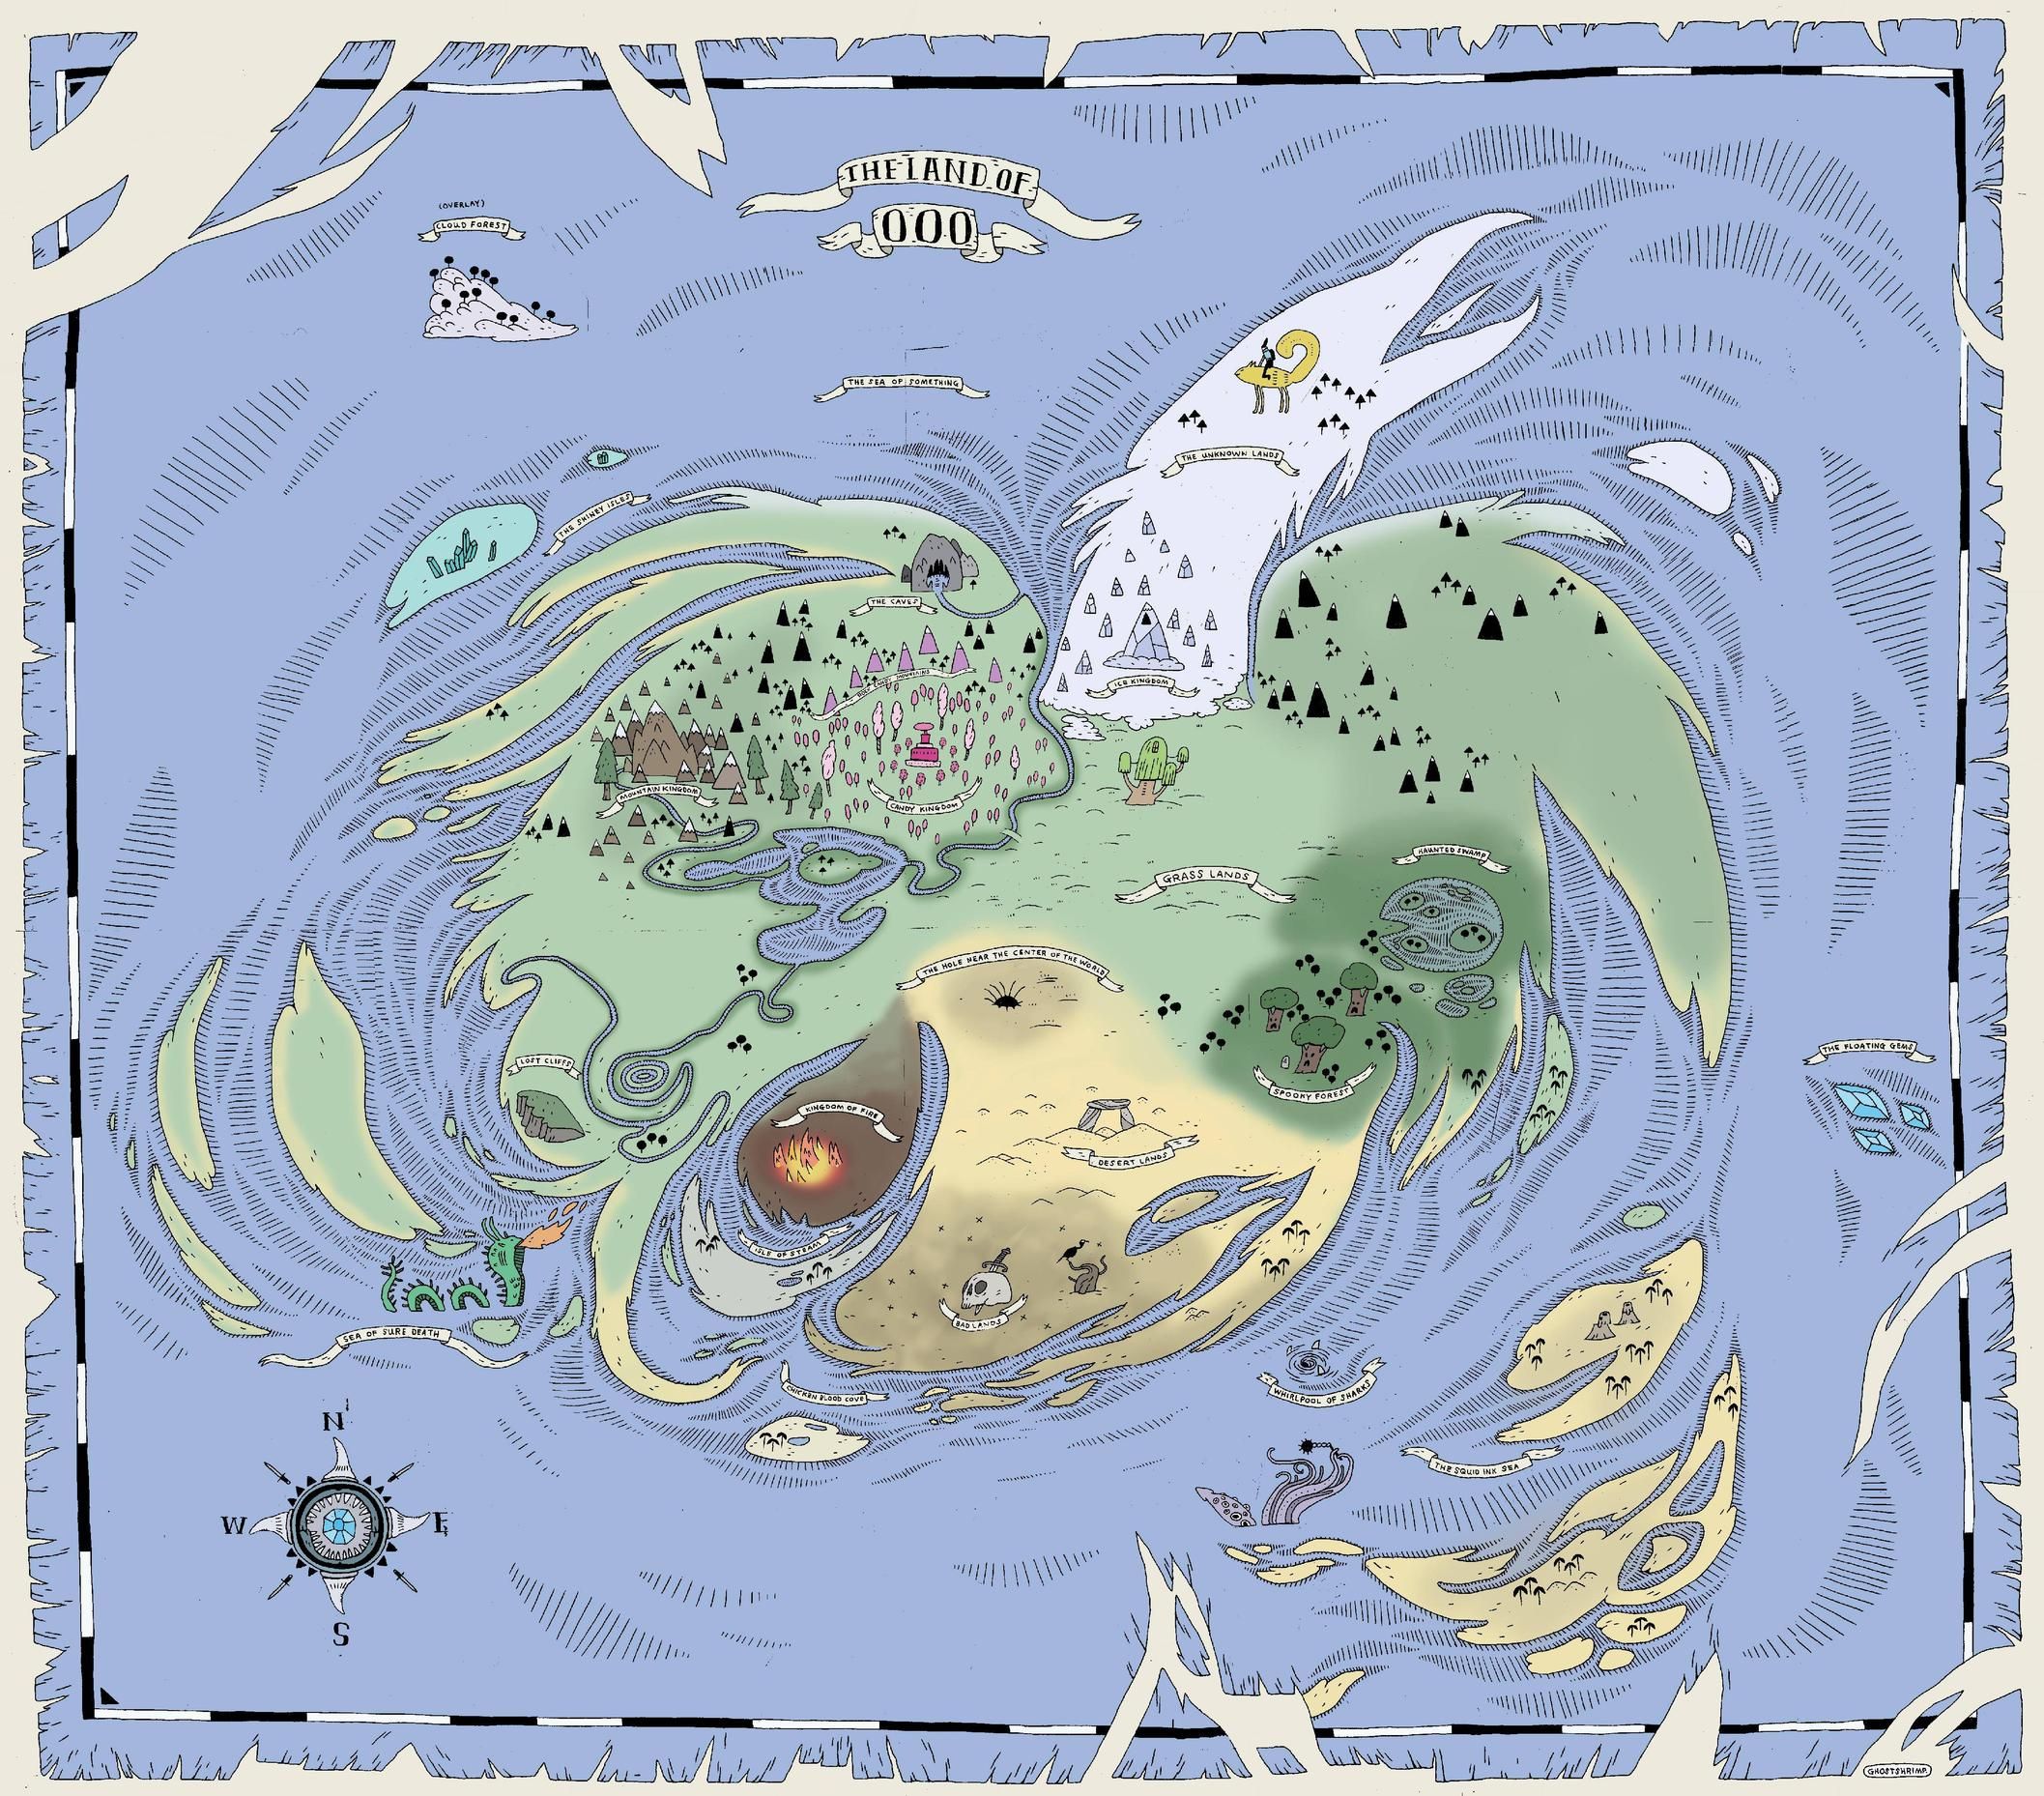 THE LAND OF
OOO
(OVERLAY)
CLOUD FOREST
THE SEA OF SOMETHING
THE UNKNOWN LANDS
THE SHINEY ISLES
THE CAVES
ROCK CANDY MOUNTAINS
ICE KINGDOM
MOUNTAIN KINGDOM
CANDY KINGDOM
HAUNTED SWAMP
GRASS LANDS
THE HOLE NEAR THE CENTER OF THE WORLD
THE FLOATING GEMS
LOST CLIFFS
SPOOKY FOREST
KINGDOM OF FIRE
DESERT LANDS
ISLE OF STEAM
BADLANDS
SEA OF SURE DEATH
CHICKEN BLOOD COVE
WHIRLPOOL OF SHARKS
THE SQUID INK SEA
N
W
E
S
GHOSTSHRIMP